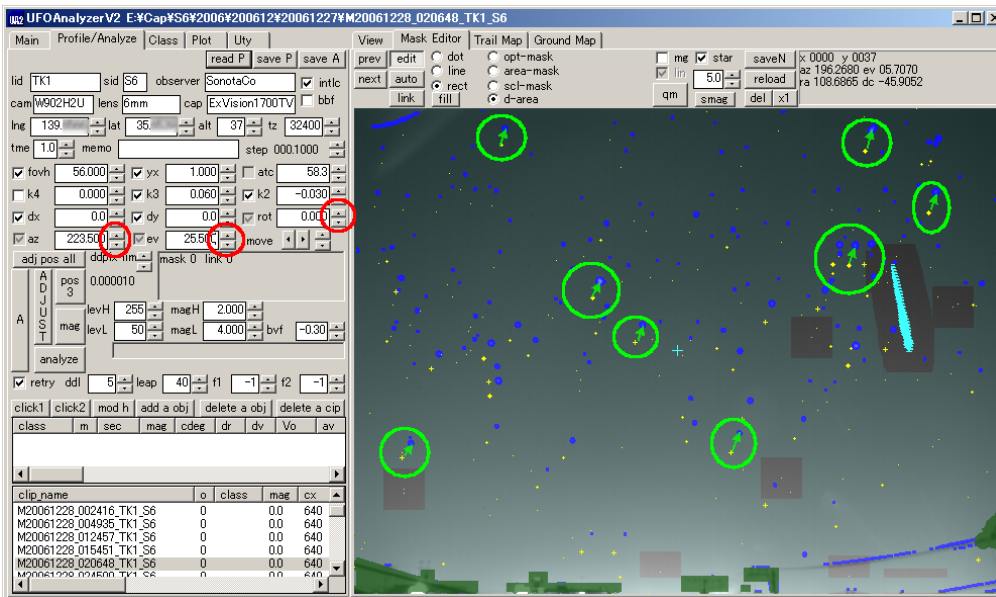 UFOAnalyzerV2 E:¥Cap¥S6¥2006¥200612¥20061227¥M20061228_020648_TK1_S6
Main Profile/Analyze Class Plot Uty
read P save P save A
lid TK1 sid S6 observer SonotaCo intlc
cam W902H2U lens 6mm cap ExVision1700TV bbf
lng 139. lat 35. alt 37 tz 32400
tme 1.0 memo step 000.1000
fovh 56.000 yx 1.000 atc 58.3
k4 0.000 k3 0.060 k2 -0.030
dx 0.0 dy 0.0 rot 0.000
az 223.500 ev 25.500 move
adj pos all mask 0 link 0
A ADJUST pos 3 0.000010
levH 255 magH 2.000
mag levL 50 magL 4.000 bvf -0.30
analyze
retry ddl 5 leap 40 f1 -1 f2 -1
click1 click2 mod h add a obj delete a obj delete a cip
class m sec mag cdeg dr dv Vo av
clip_name o class mag cx
M20061228_002416_TK1_S6 0 0.0 640
M20061228_004935_TK1_S6 0 0.0 640
M20061228_012457_TK1_S6 0 0.0 640
M20061228_015451_TK1_S6 0 0.0 640
M20061228_020648_TK1_S6 0 0.0 640
M20061228_024500_TK1_S6 0 0.0 640
View Mask Editor Trail Map Ground Map
prev edit dot opt-mask mg star saveN x 0000 y 0037
line area-mask az 196.2680 ev 05.7070
next auto rect scl-mask lin 5.0 reload ra 108.6865 dc -45.9052
link fill d-area qm smag del x1